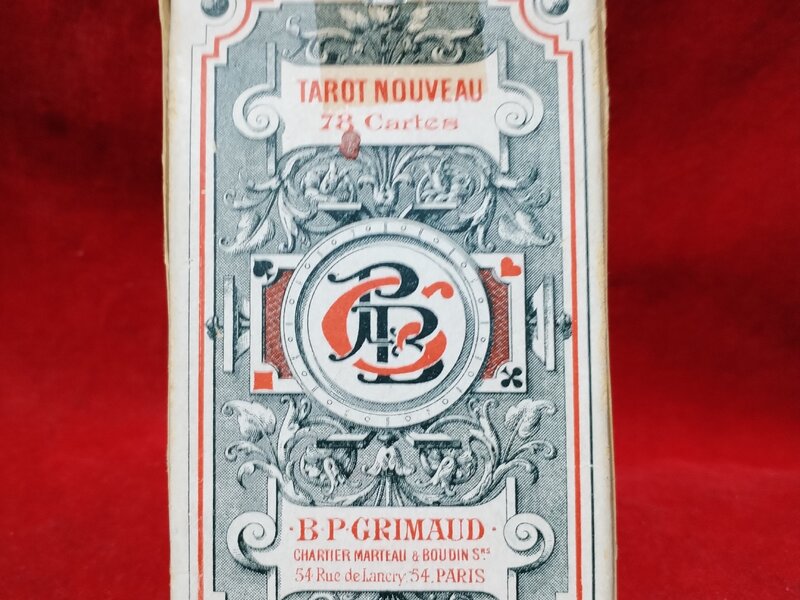 TAROT NOUVEAU
78 Cartes
B·P·GRIMAUD
CHARTIER MARTEAU & BOUDIN Srs
54 Rue de Lancry. 54. PARIS